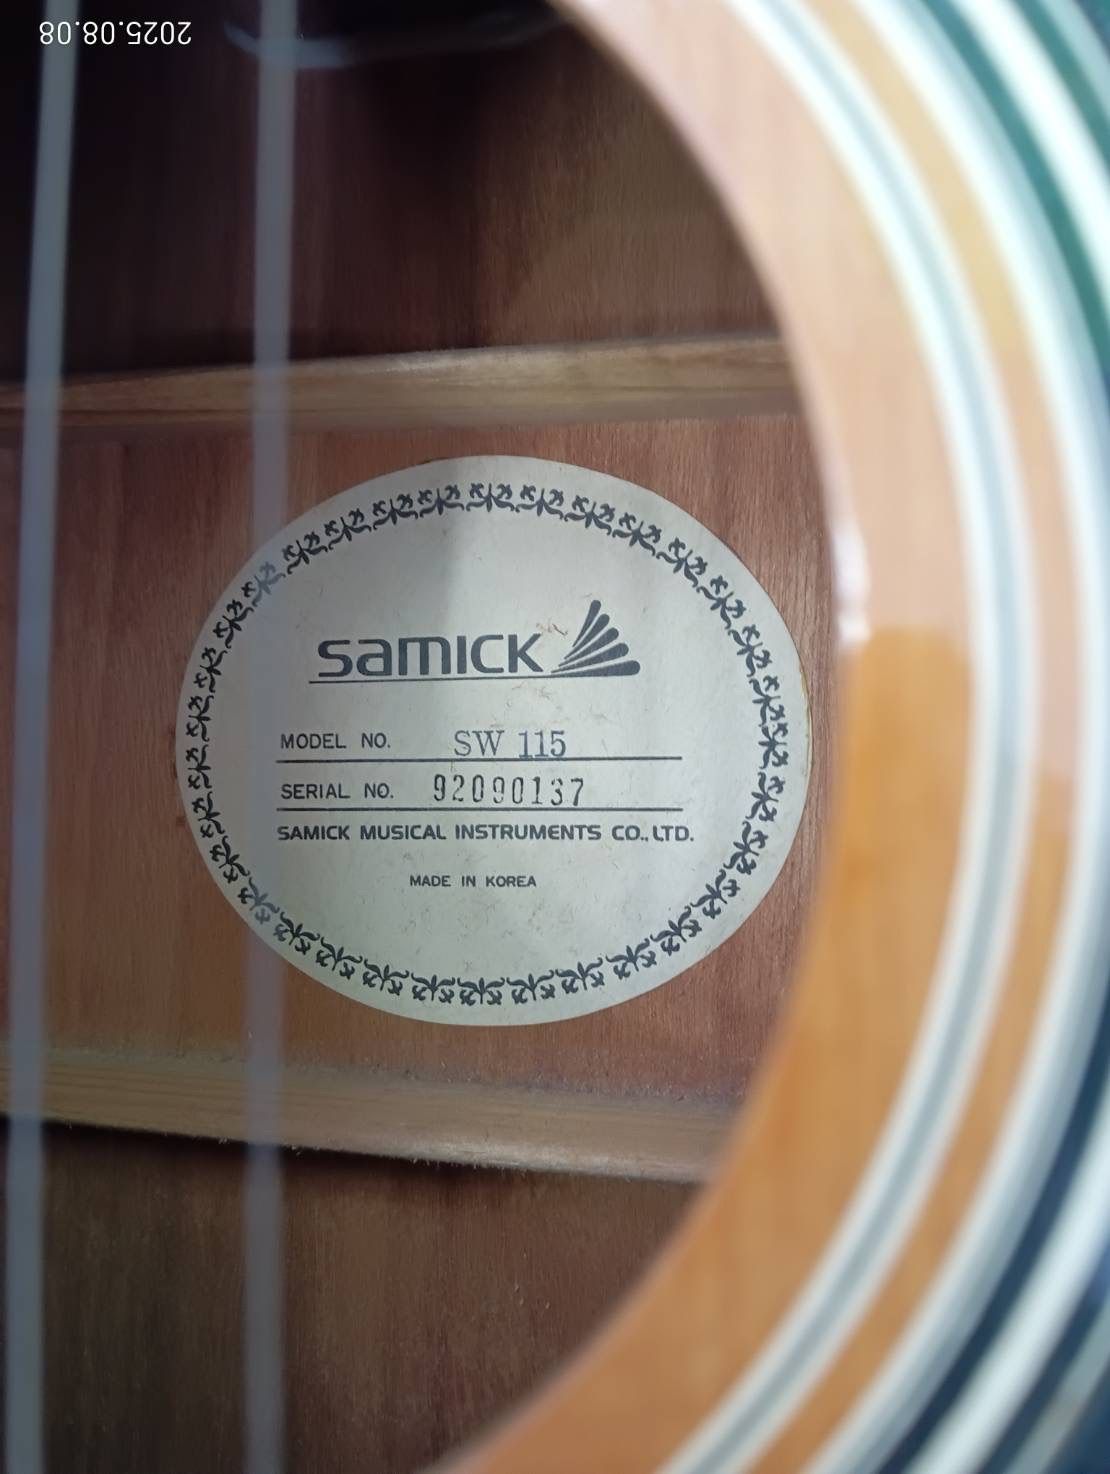 2025.08.08
SAMICK
MODEL NO. SW 115
SERIAL NO. 92090137
SAMICK MUSICAL INSTRUMENTS CO., LTD.
MADE IN KOREA